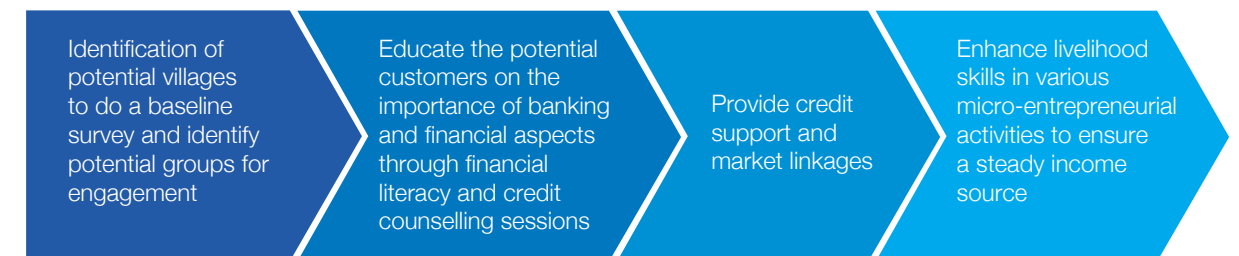 Identification of
potential villages
to do a baseline
survey and identify
potential groups for
engagement
Educate the potential
customers on the
importance of banking
and financial aspects
through financial
literacy and credit
counselling sessions
Provide credit
support and
market linkages
Enhance livelihood
skills in various
micro-entrepreneurial
activities to ensure
a steady income
source